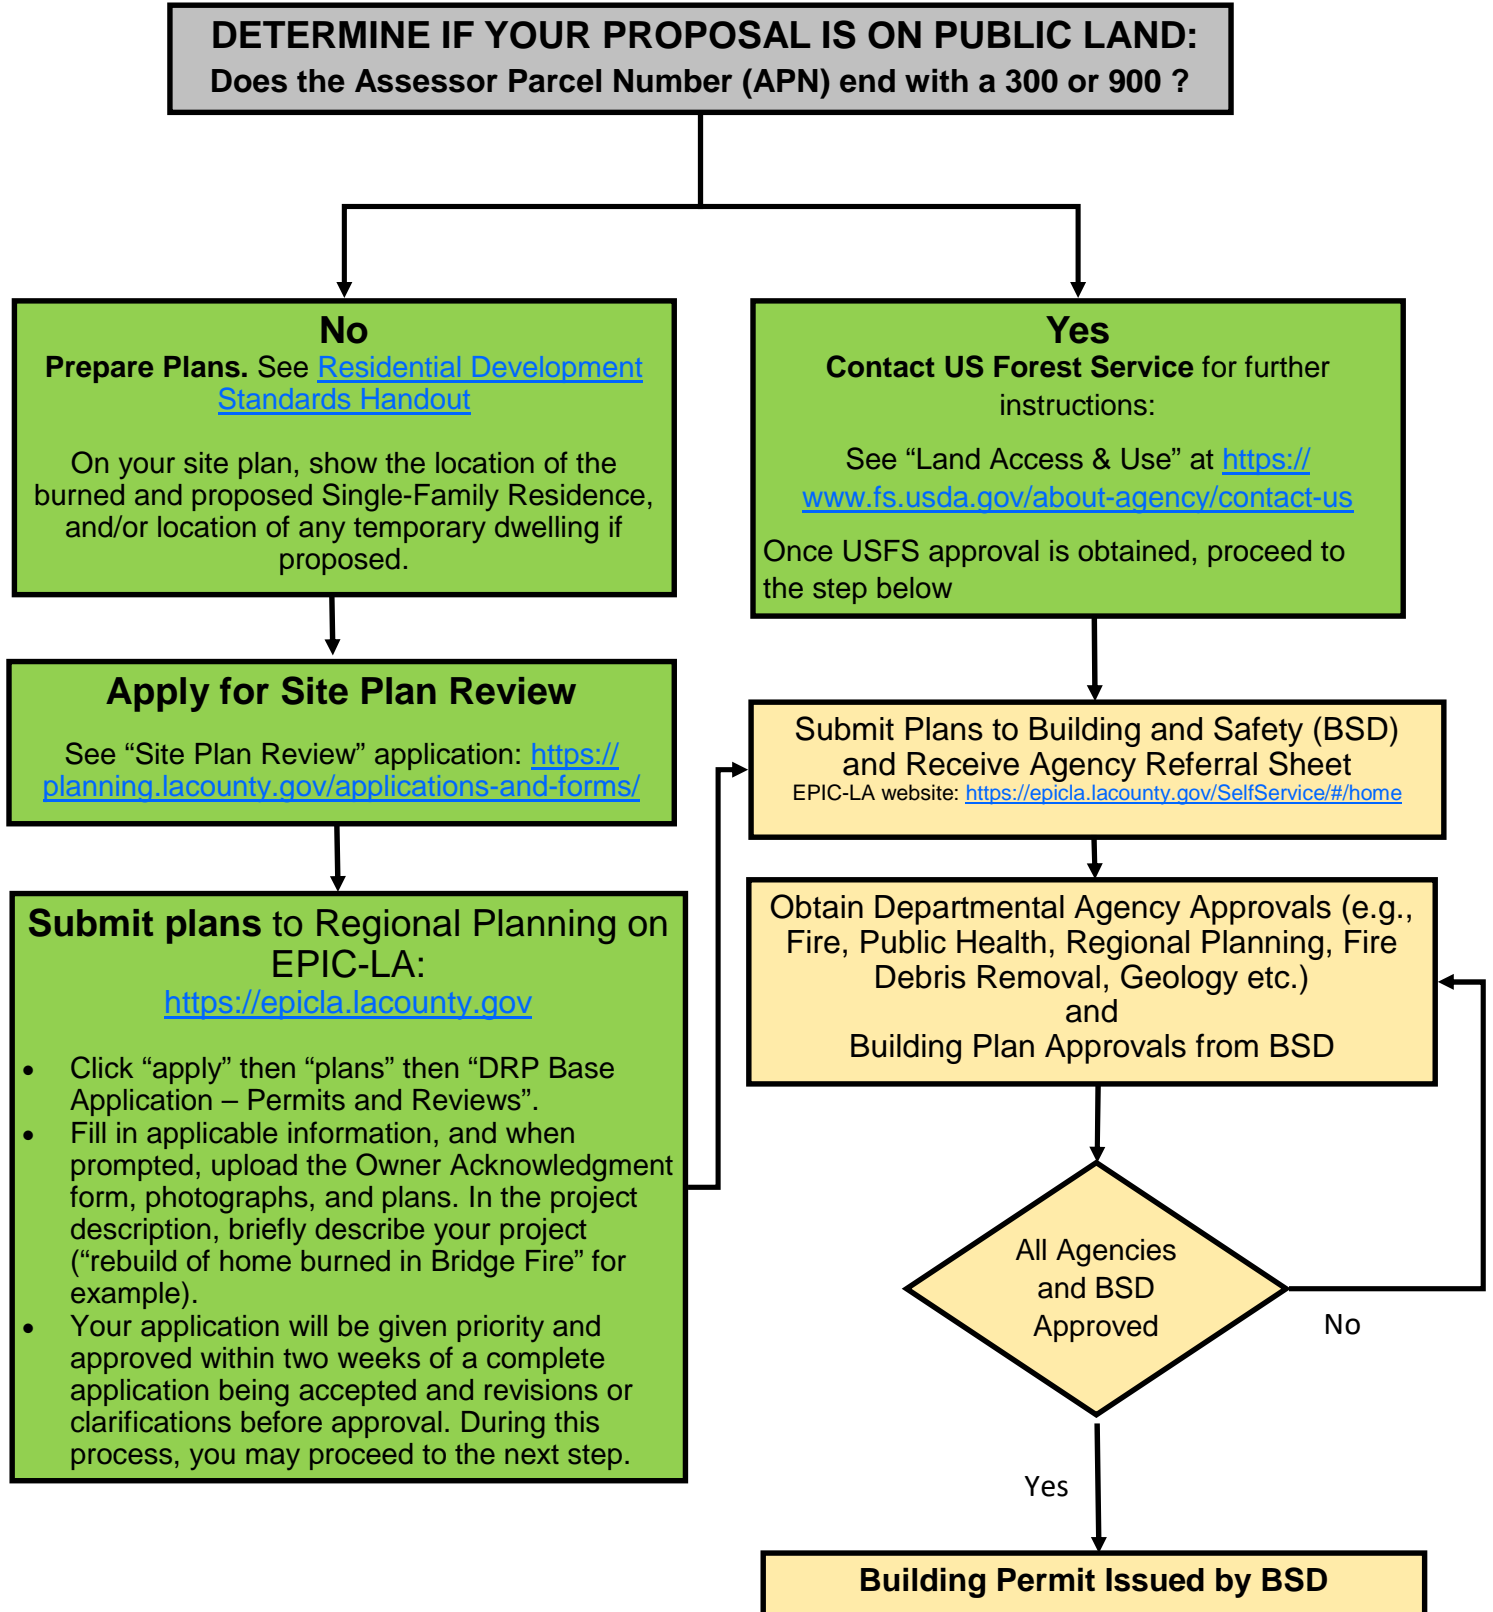 DETERMINE IF YOUR PROPOSAL IS ON PUBLIC LAND:
Does the Assessor Parcel Number (APN) end with a 300 or 900 ?
No
Prepare Plans. See Residential Development
Standards Handout
On your site plan, show the location of the
burned and proposed Single-Family Residence,
and/or location of any temporary dwelling if
proposed.
Apply for Site Plan Review
See “Site Plan Review” application: https://
planning.lacounty.gov/applications-and-forms/
Submit plans to Regional Planning on
EPIC-LA:
https://epicla.lacounty.gov
• Click “apply” then “plans” then “DRP Base
Application – Permits and Reviews”.
• Fill in applicable information, and when
prompted, upload the Owner Acknowledgment
form, photographs, and plans. In the project
description, briefly describe your project
(“rebuild of home burned in Bridge Fire” for
example).
• Your application will be given priority and
approved within two weeks of a complete
application being accepted and revisions or
clarifications before approval. During this
process, you may proceed to the next step.
Yes
Contact US Forest Service for further
instructions:
See “Land Access & Use” at https://
www.fs.usda.gov/about-agency/contact-us
Once USFS approval is obtained, proceed to
the step below
Submit Plans to Building and Safety (BSD)
and Receive Agency Referral Sheet
EPIC-LA website: https://epicla.lacounty.gov/SelfService/#/home
Obtain Departmental Agency Approvals (e.g.,
Fire, Public Health, Regional Planning, Fire
Debris Removal, Geology etc.)
and
Building Plan Approvals from BSD
All Agencies
and BSD
Approved
No
Yes
Building Permit Issued by BSD